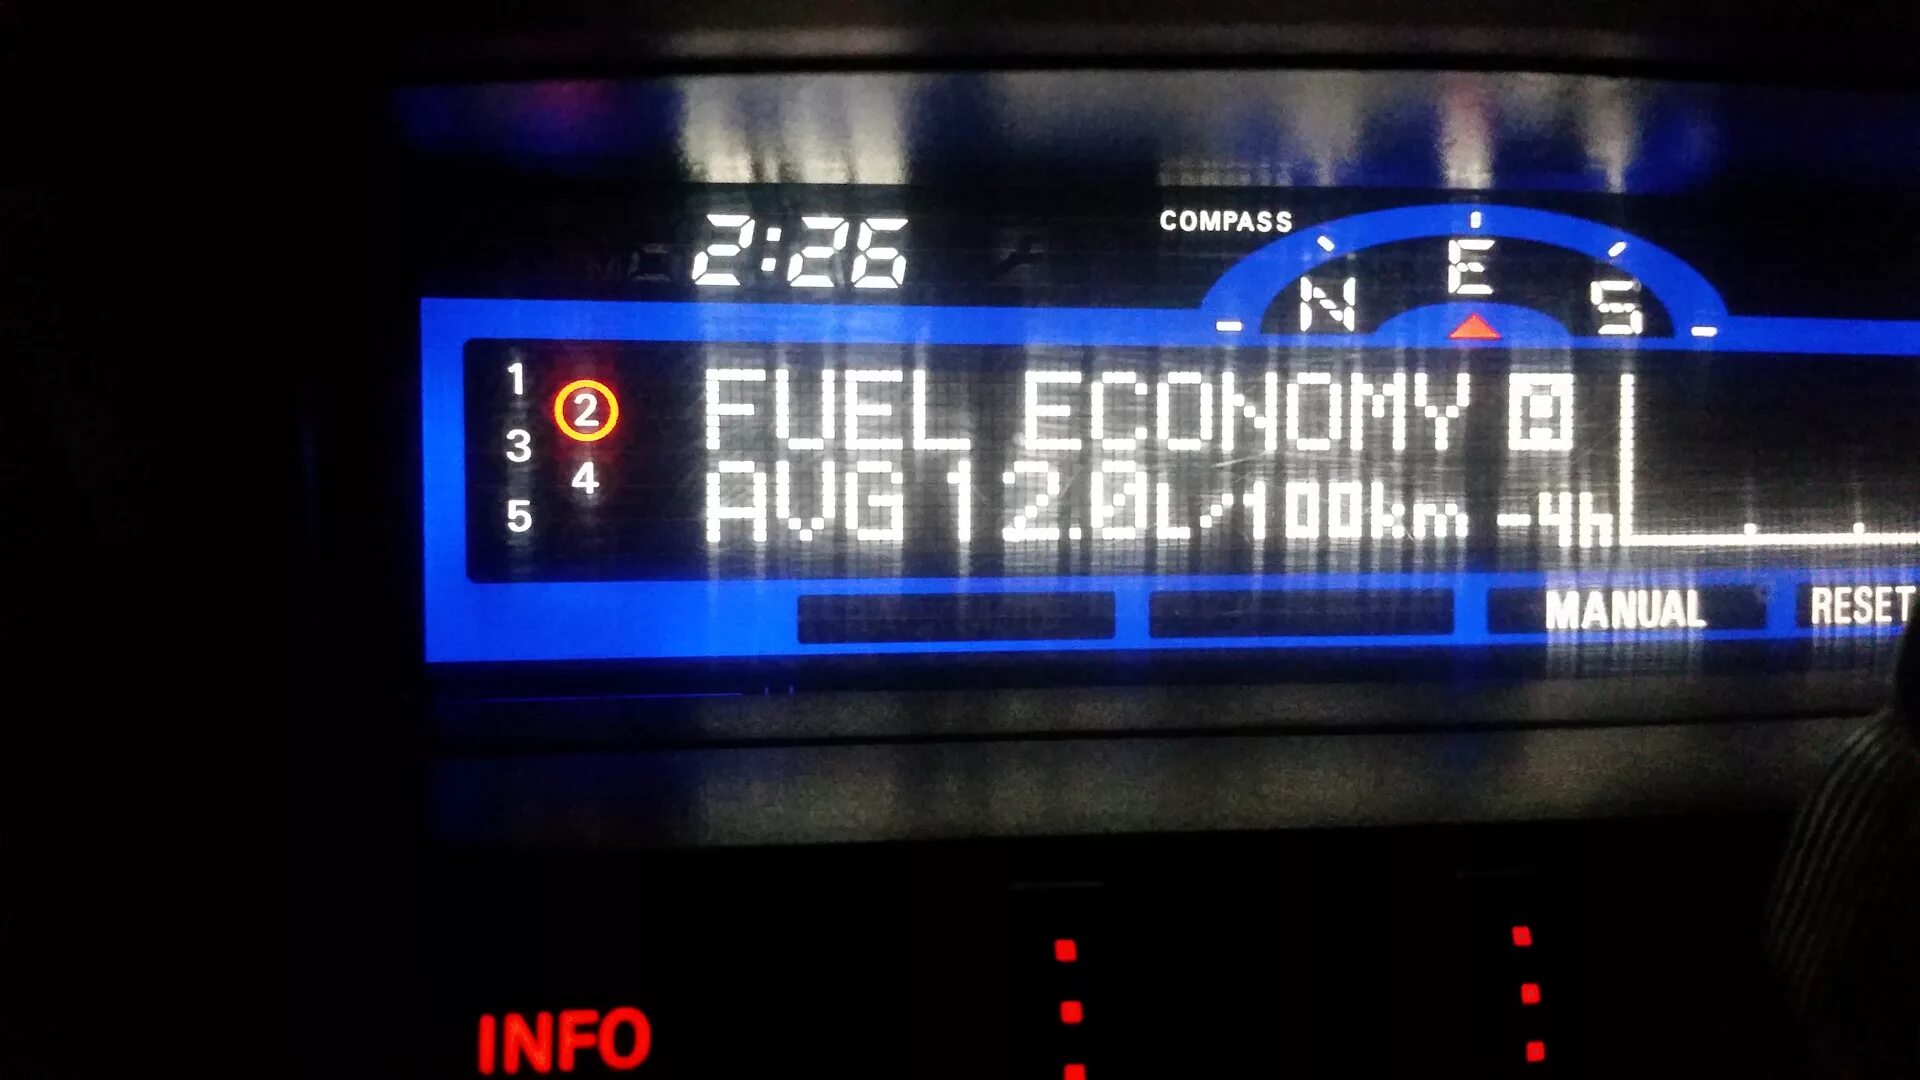 2:26
COMPASS
N E S
1 2
3 4
5
FUEL ECONOMY
AVG 12.0L/100km -4h
MANUAL RESET
INFO